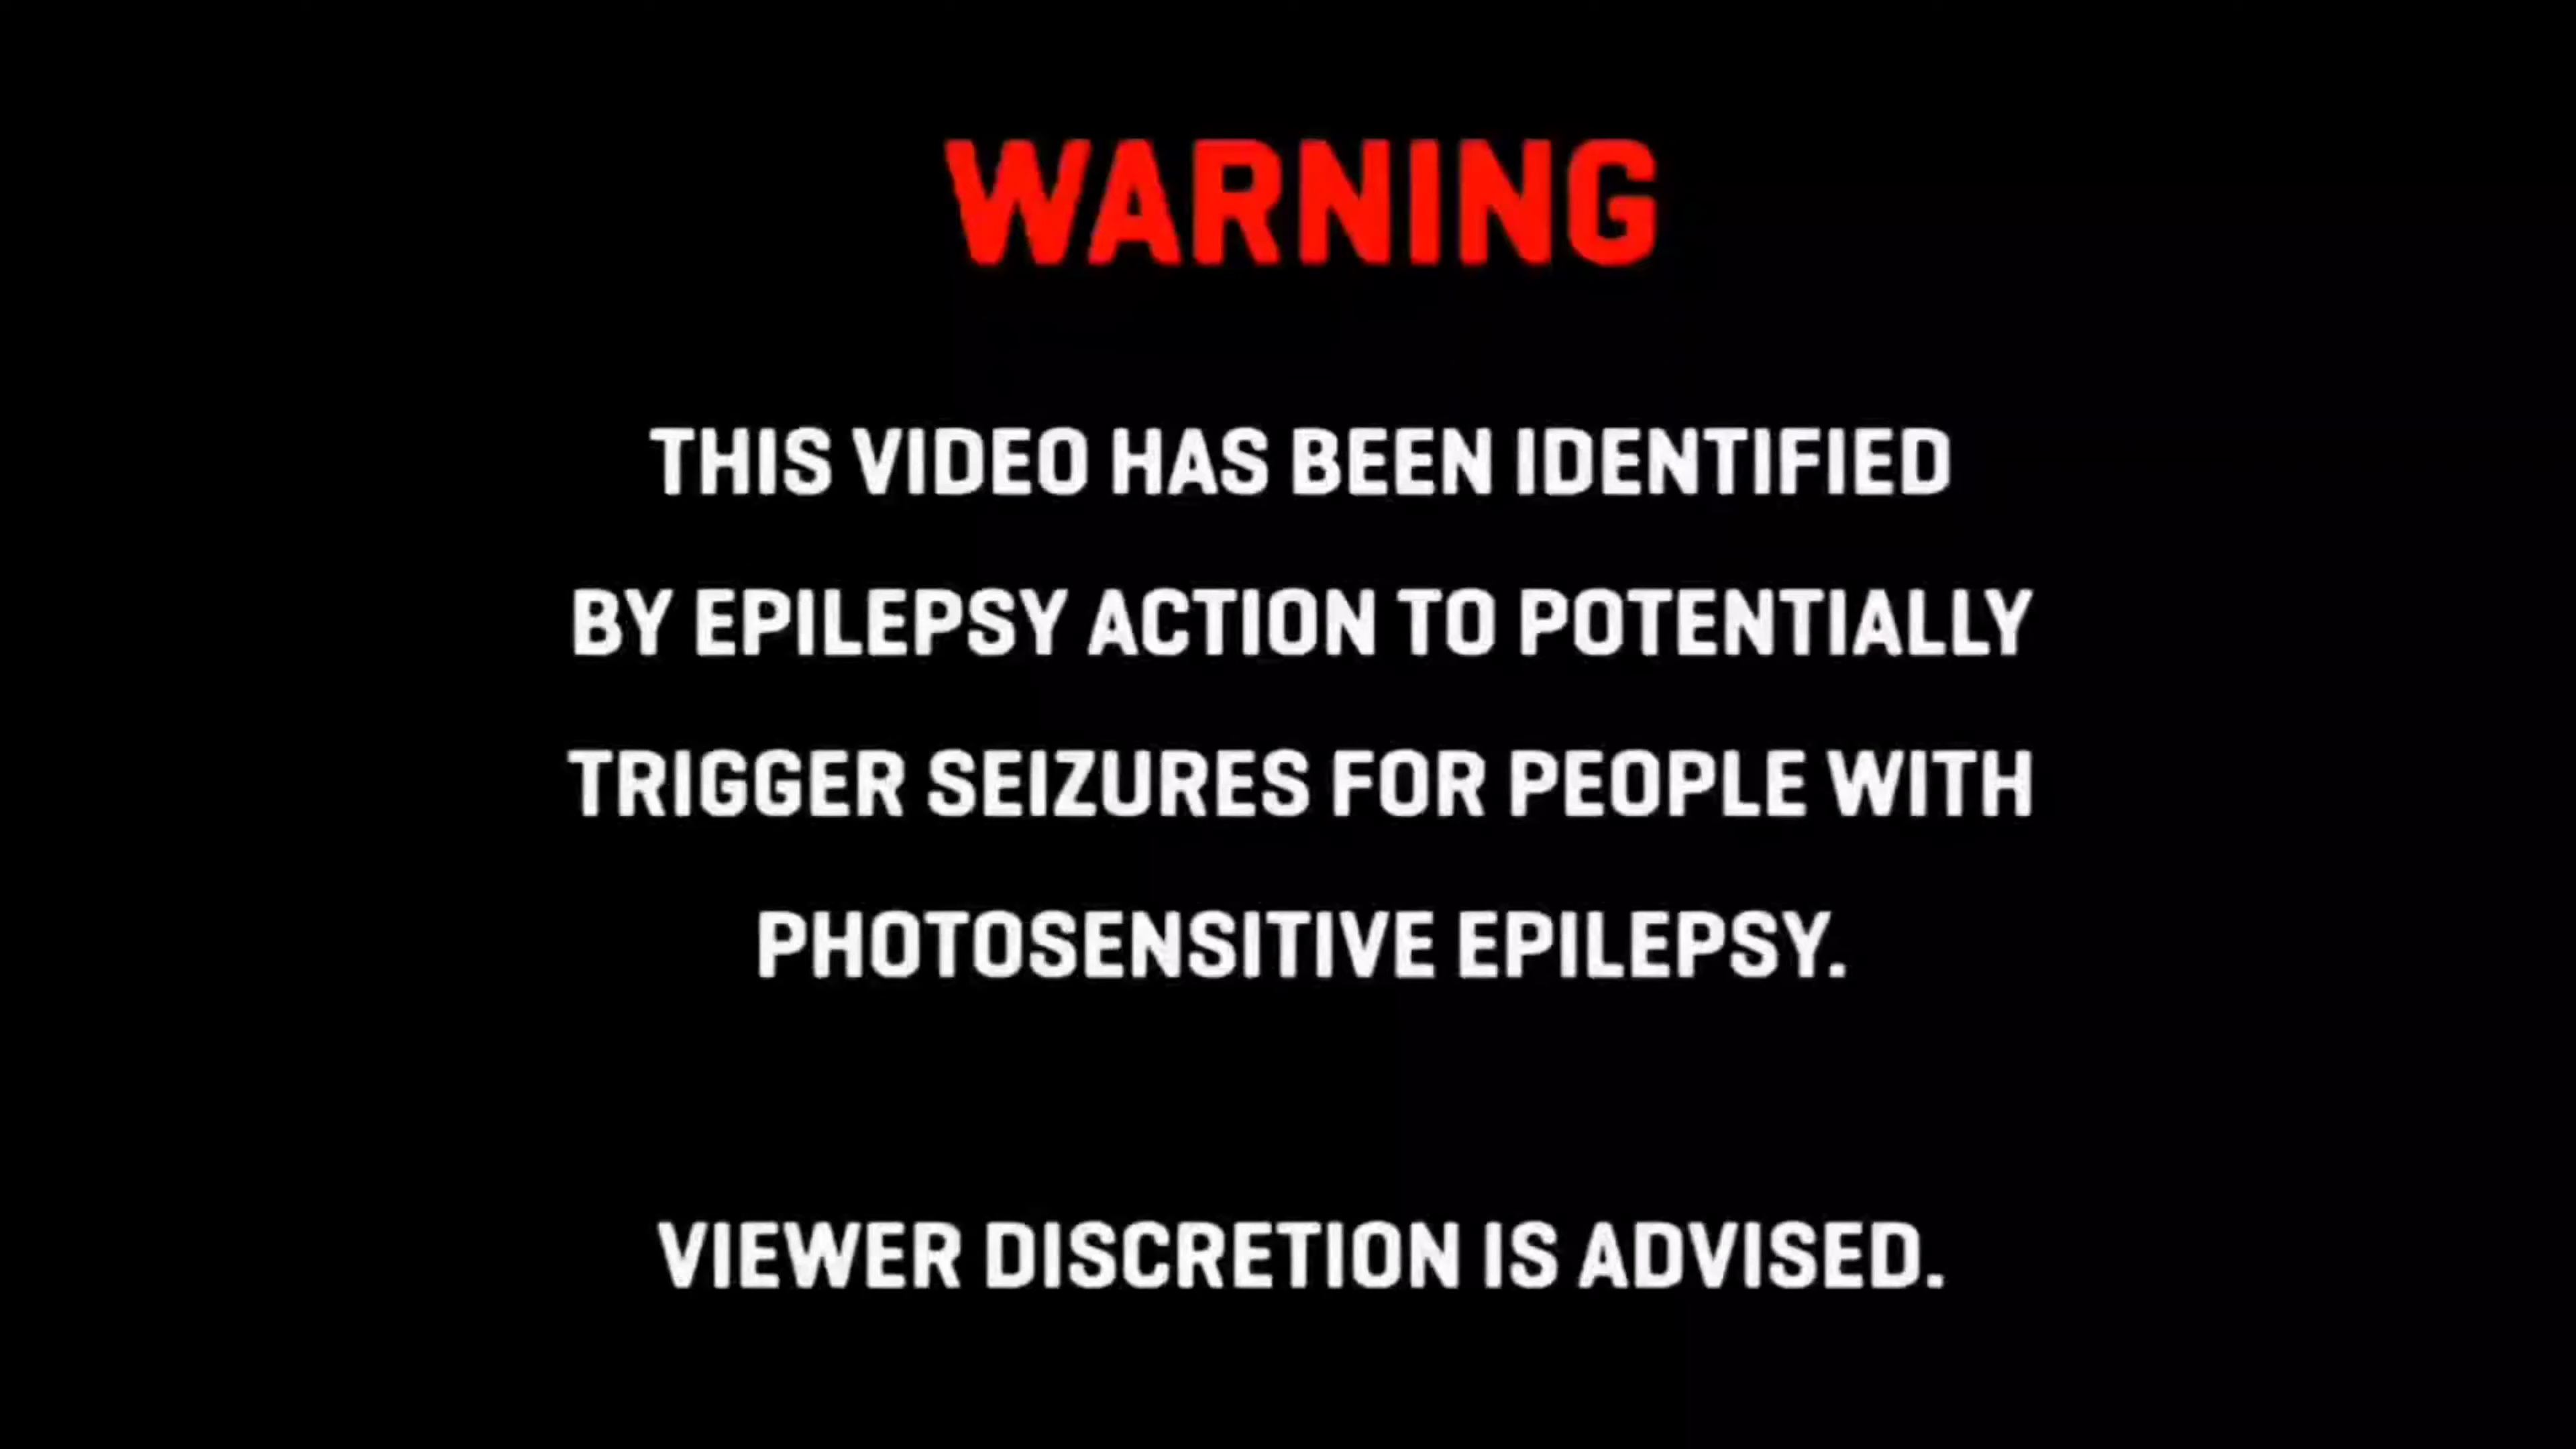 WARNING
THIS VIDEO HAS BEEN IDENTIFIED
BY EPILEPSY ACTION TO POTENTIALLY
TRIGGER SEIZURES FOR PEOPLE WITH
PHOTOSENSITIVE EPILEPSY.
VIEWER DISCRETION IS ADVISED.